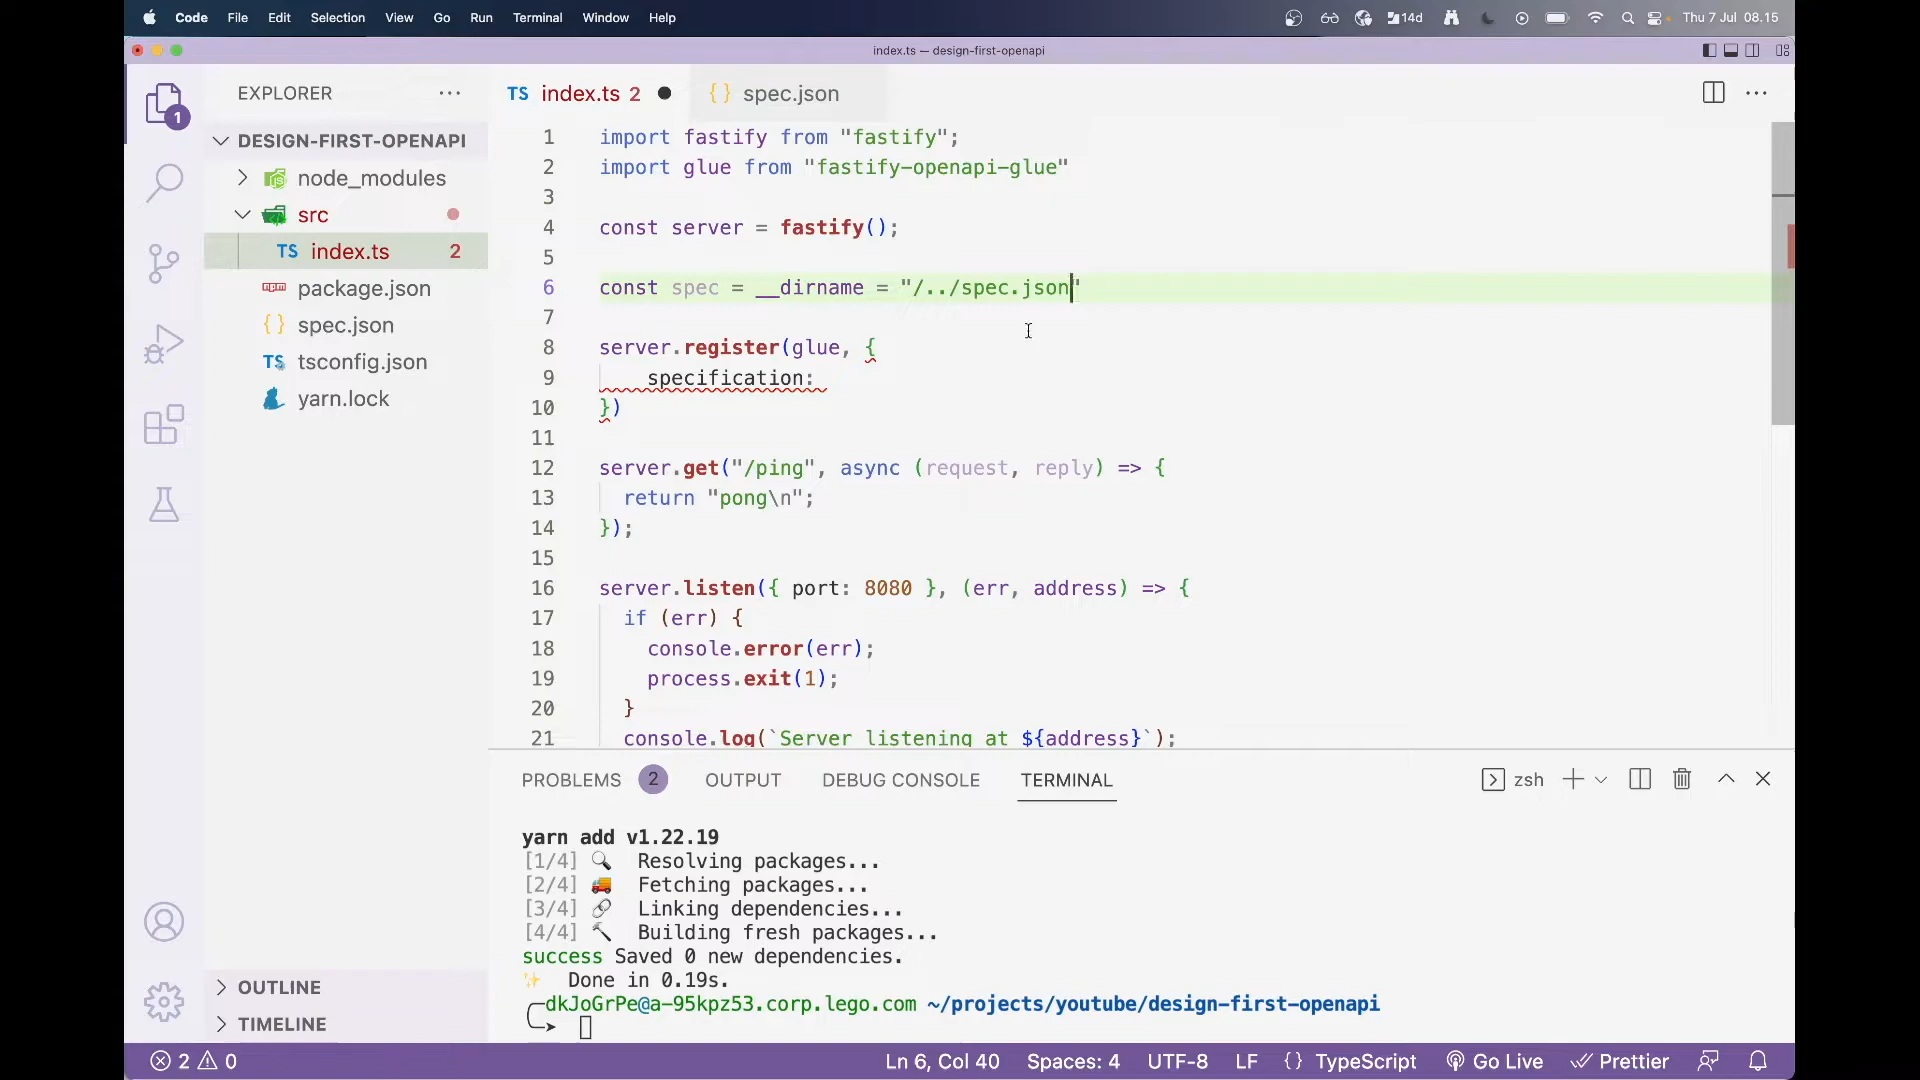 Code File Edit Selection View Go Run Terminal Window Help 14d Thu 7 Jul 08.15
index.ts — design-first-openapi
EXPLORER
DESIGN-FIRST-OPENAPI
node_modules
src
TS index.ts 2
package.json
{} spec.json
TS tsconfig.json
yarn.lock
OUTLINE
TIMELINE
1
TS index.ts 2
{} spec.json
1 import fastify from "fastify";
2 import glue from "fastify-openapi-glue"
3
4 const server = fastify();
5
6 const spec = __dirname = "/../spec.json"
7
8 server.register(glue, {
9 specification:
10 })
11
12 server.get("/ping", async (request, reply) => {
13 return "pong\n";
14 });
15
16 server.listen({ port: 8080 }, (err, address) => {
17 if (err) {
18 console.error(err);
19 process.exit(1);
20 }
21 console.log(`Server listening at ${address}`);
PROBLEMS 2 OUTPUT DEBUG CONSOLE TERMINAL zsh
yarn add v1.22.19
[1/4] 🔍 Resolving packages...
[2/4] 🚚 Fetching packages...
[3/4] 🔗 Linking dependencies...
[4/4] 🔨 Building fresh packages...
success Saved 0 new dependencies.
✨ Done in 0.19s.
dkJoGrPe@a-95kpz53.corp.lego.com ~/projects/youtube/design-first-openapi
2 0 Ln 6, Col 40 Spaces: 4 UTF-8 LF {} TypeScript Go Live Prettier